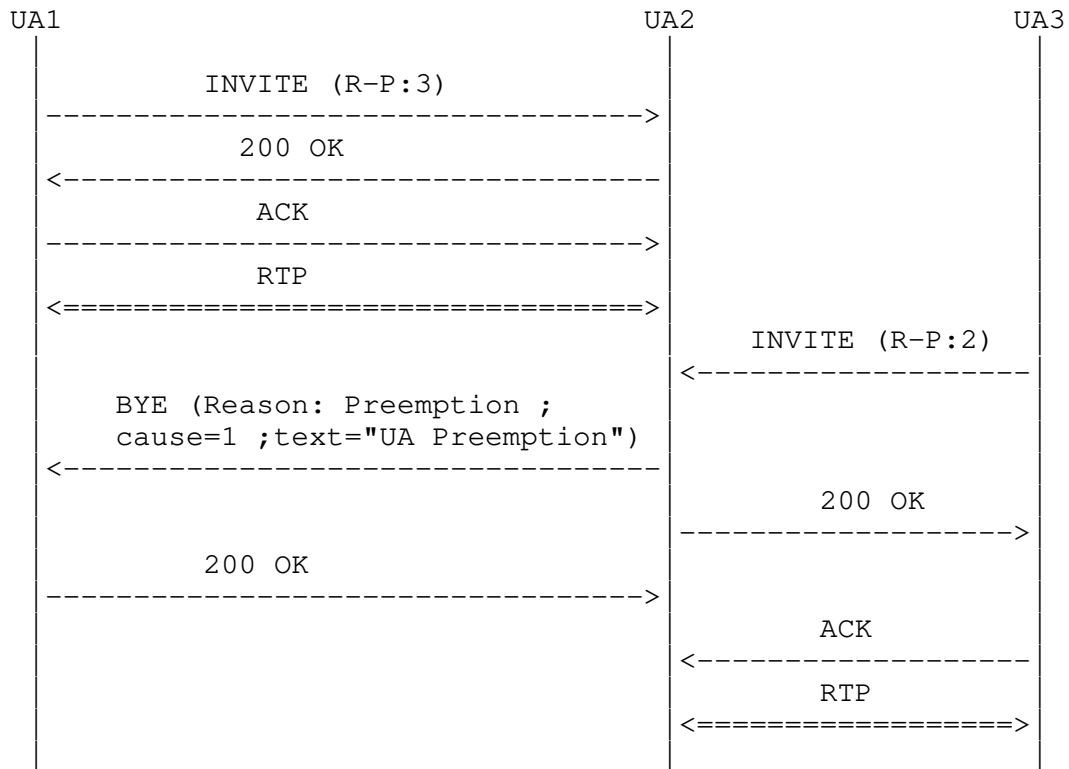 UA1 UA2 UA3
INVITE (R-P:3)
200 OK
ACK
RTP
INVITE (R-P:2)
BYE (Reason: Preemption ;
cause=1 ;text="UA Preemption")
200 OK
200 OK
ACK
RTP